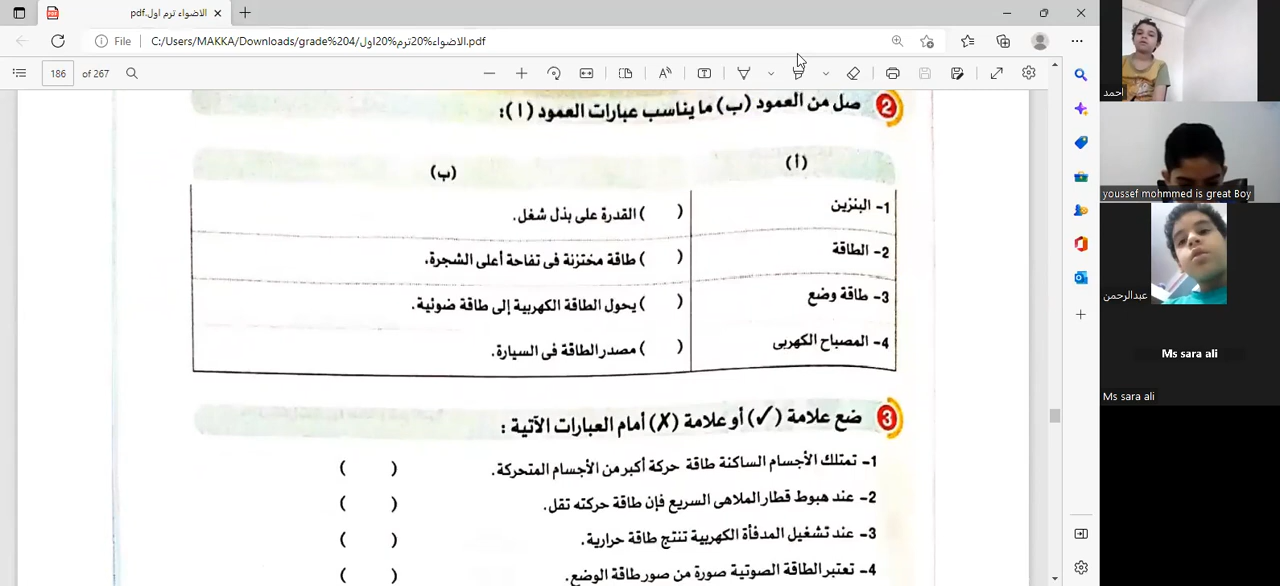 الاضواء ترم اول.pdf
File C:/Users/MAKKA/Downloads/grade%204/الاضواء%20ترم%20اول.pdf
186 of 267
2 صل من العمود (ب) ما يناسب عبارات العمود (أ):
(أ) (ب)
1- البنزين ( ) القدرة على بذل شغل.
2- الطاقة ( ) طاقة مختزنة فى تفاحة أعلى الشجرة.
3- طاقة وضع ( ) يحول الطاقة الكهربية إلى طاقة ضوئية.
4- المصباح الكهربى ( ) مصدر الطاقة فى السيارة.
3 ضع علامة (✓) أو علامة (✗) أمام العبارات الآتية :
1- تمتلك الأجسام الساكنة طاقة حركة أكبر من الأجسام المتحركة. ( )
2- عند هبوط قطار الملاهى السريع فإن طاقة حركته تقل. ( )
3- عند تشغيل المدفأة الكهربية تنتج طاقة حرارية. ( )
4- تعتبر الطاقة الصوتية صورة من صور طاقة الوضع. ( )
احمد
youssef mohmmed is great Boy
عبدالرحمن
Ms sara ali
Ms sara ali